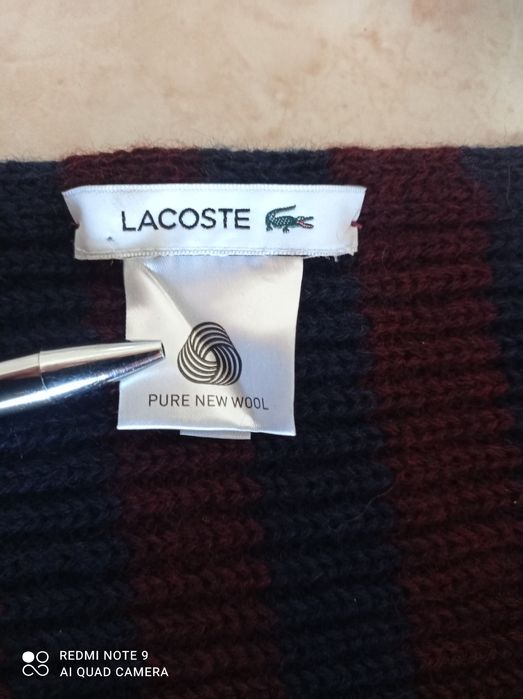 LACOSTE
PURE NEW WOOL
REDMI NOTE 9
AI QUAD CAMERA